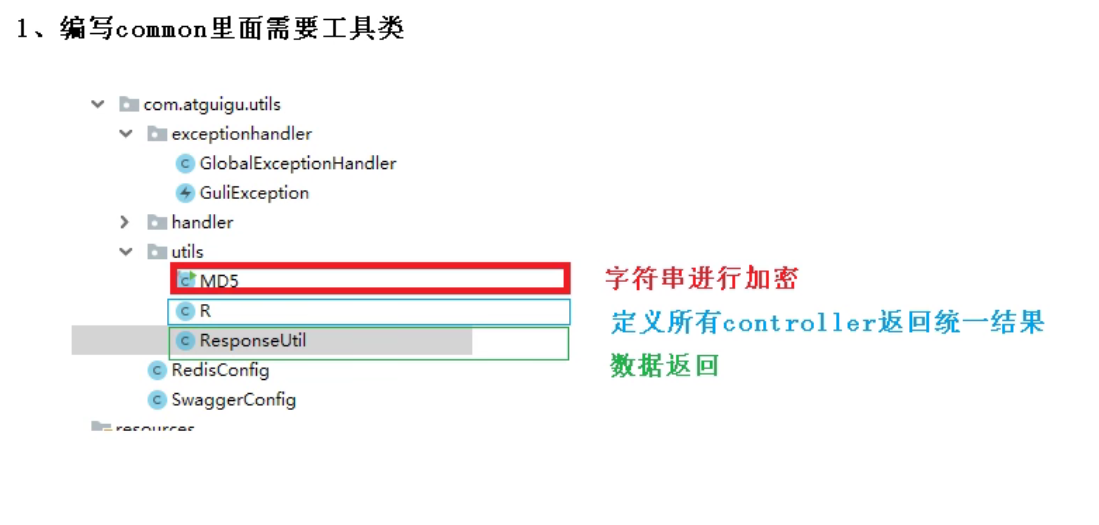 1、编写common里面需要工具类
com.atguigu.utils
exceptionhandler
C GlobalExceptionHandler
GuliException
handler
utils
C MD5 字符串进行加密
C R 定义所有controller返回统一结果
C ResponseUtil 数据返回
C RedisConfig
C SwaggerConfig
resources